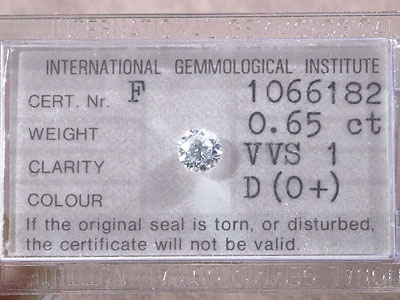 INTERNATIONAL GEMMOLOGICAL INSTITUTE
CERT. Nr. F 1066182
WEIGHT 0.65 ct
CLARITY VVS 1
COLOUR D (0+)
If the original seal is torn, or disturbed,
the certificate will not be valid.